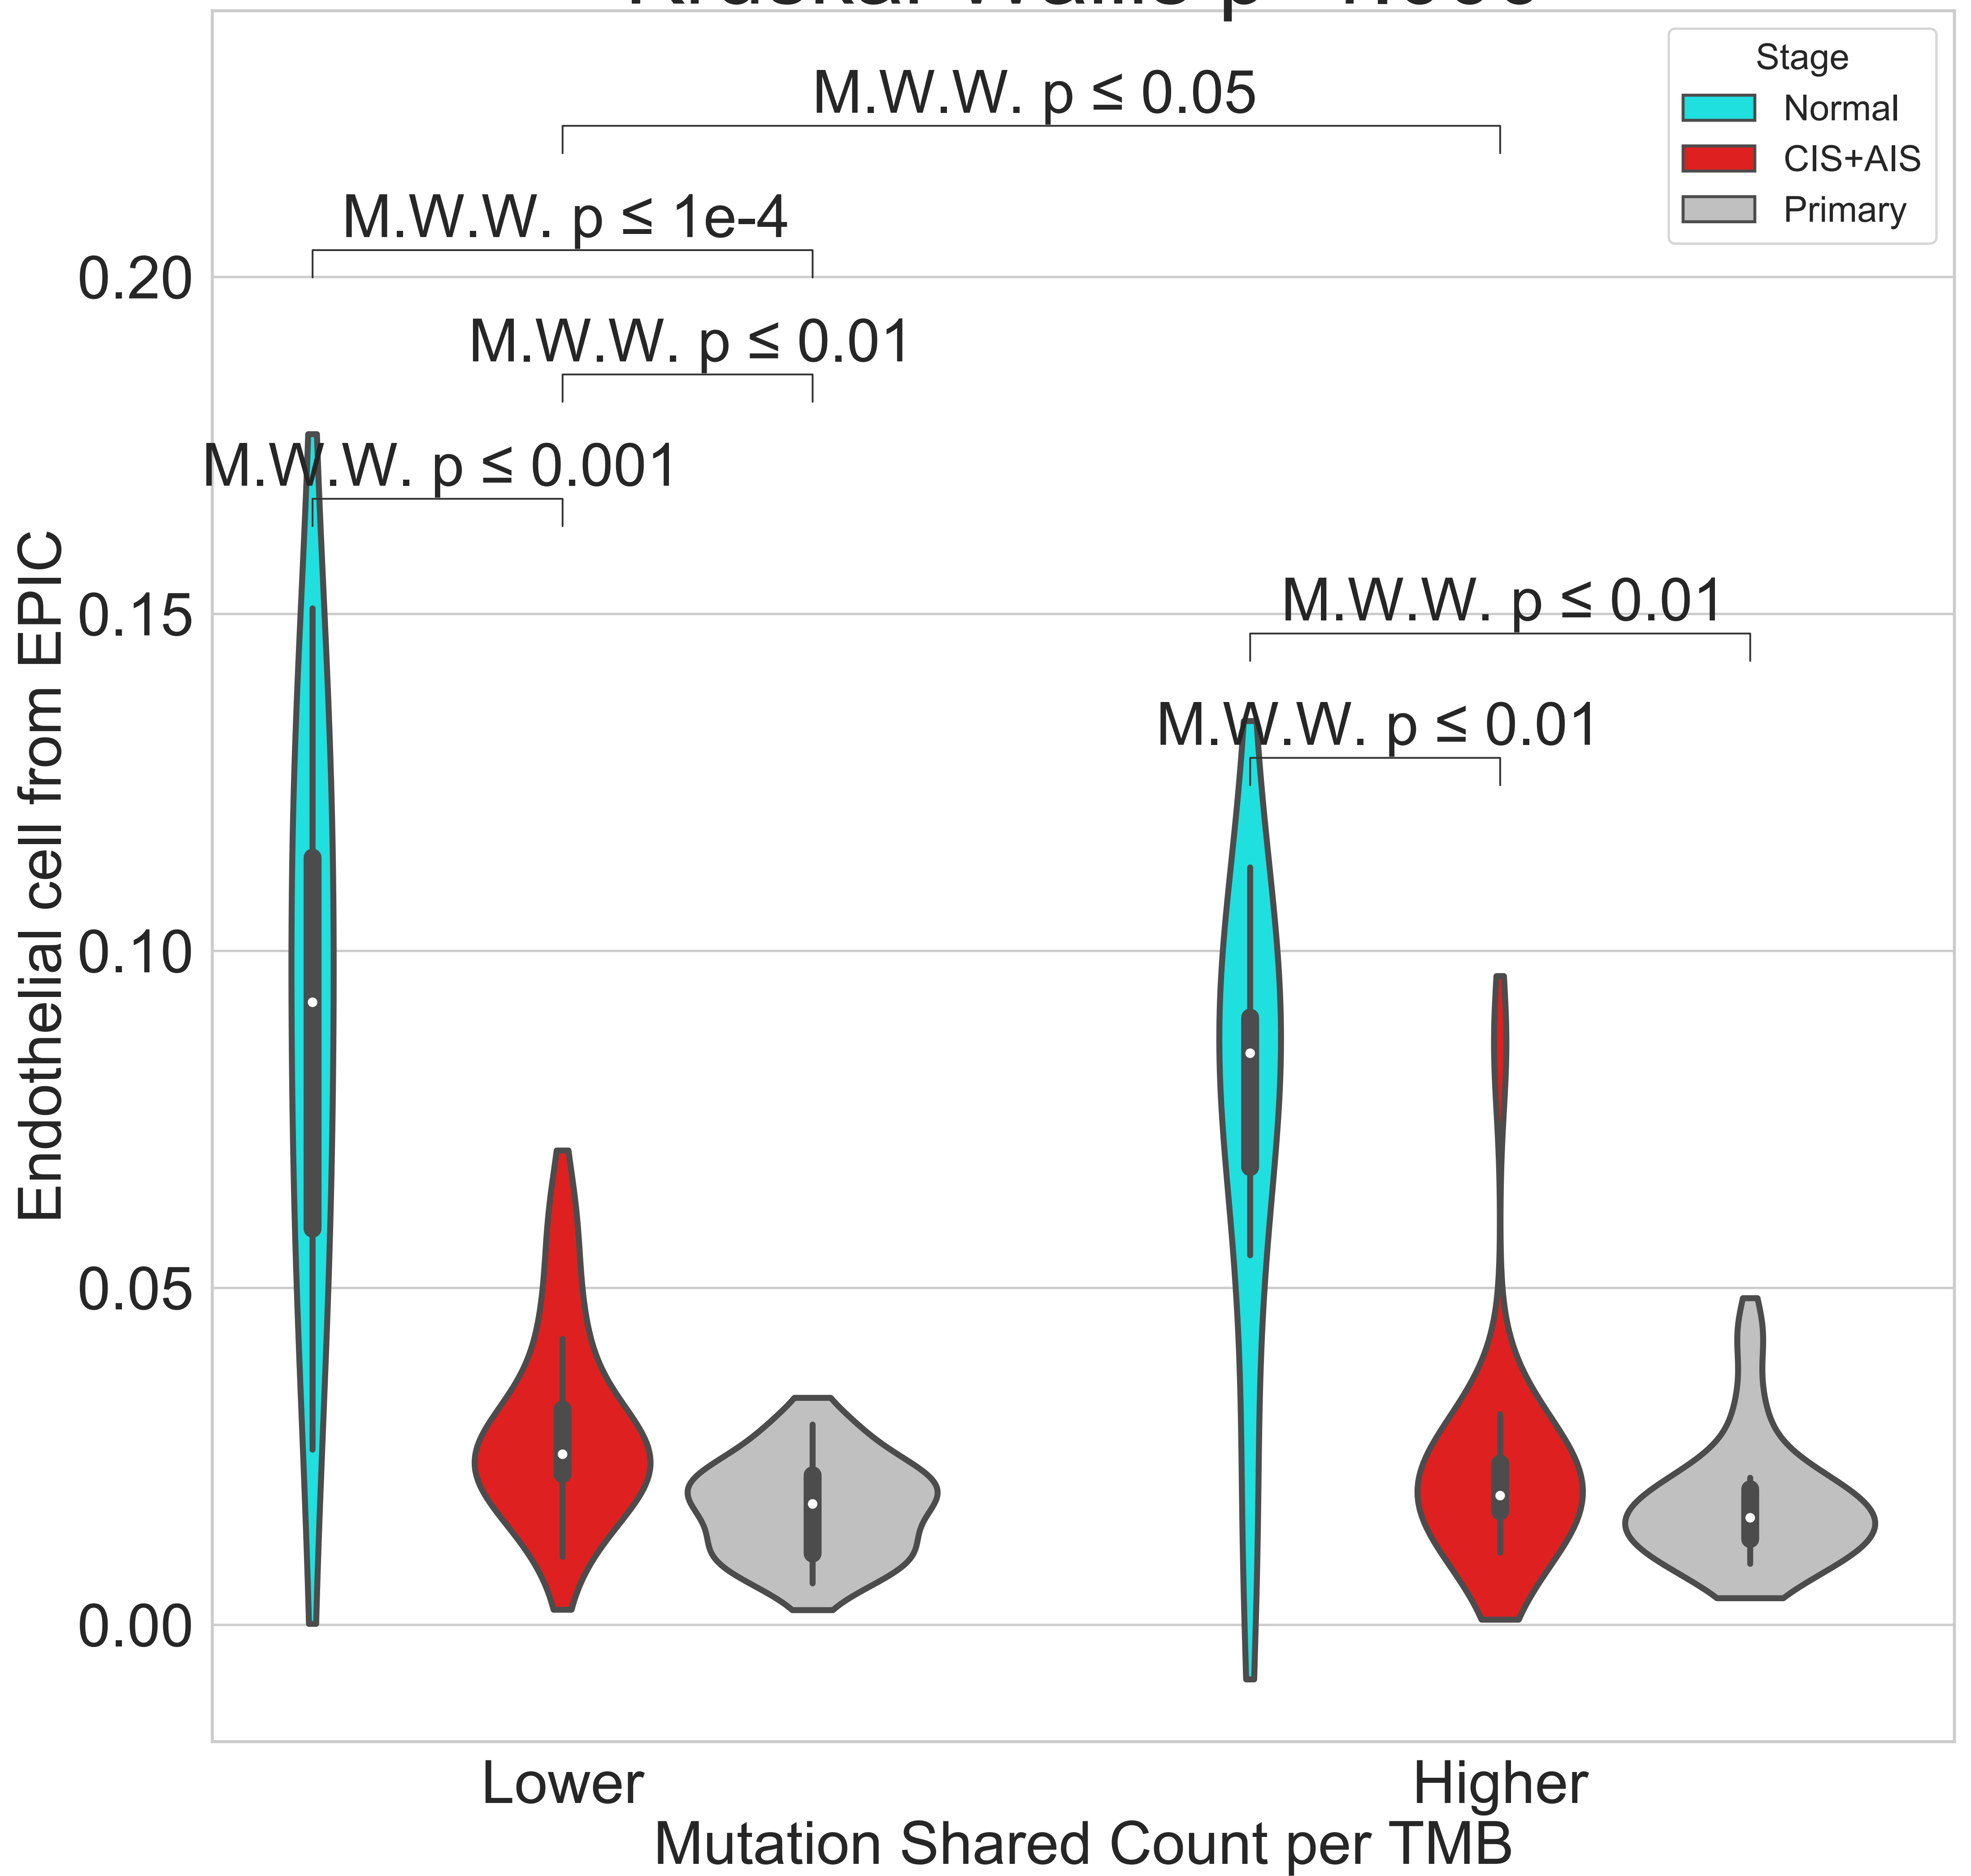 Stage
Normal
CIS+AIS
Primary
M.W.W. p ≤ 0.05
M.W.W. p ≤ 1e-4
M.W.W. p ≤ 0.01
M.W.W. p ≤ 0.001
M.W.W. p ≤ 0.01
M.W.W. p ≤ 0.01
Endothelial cell from EPIC
0.20
0.15
0.10
0.05
0.00
Lower
Higher
Mutation Shared Count per TMB